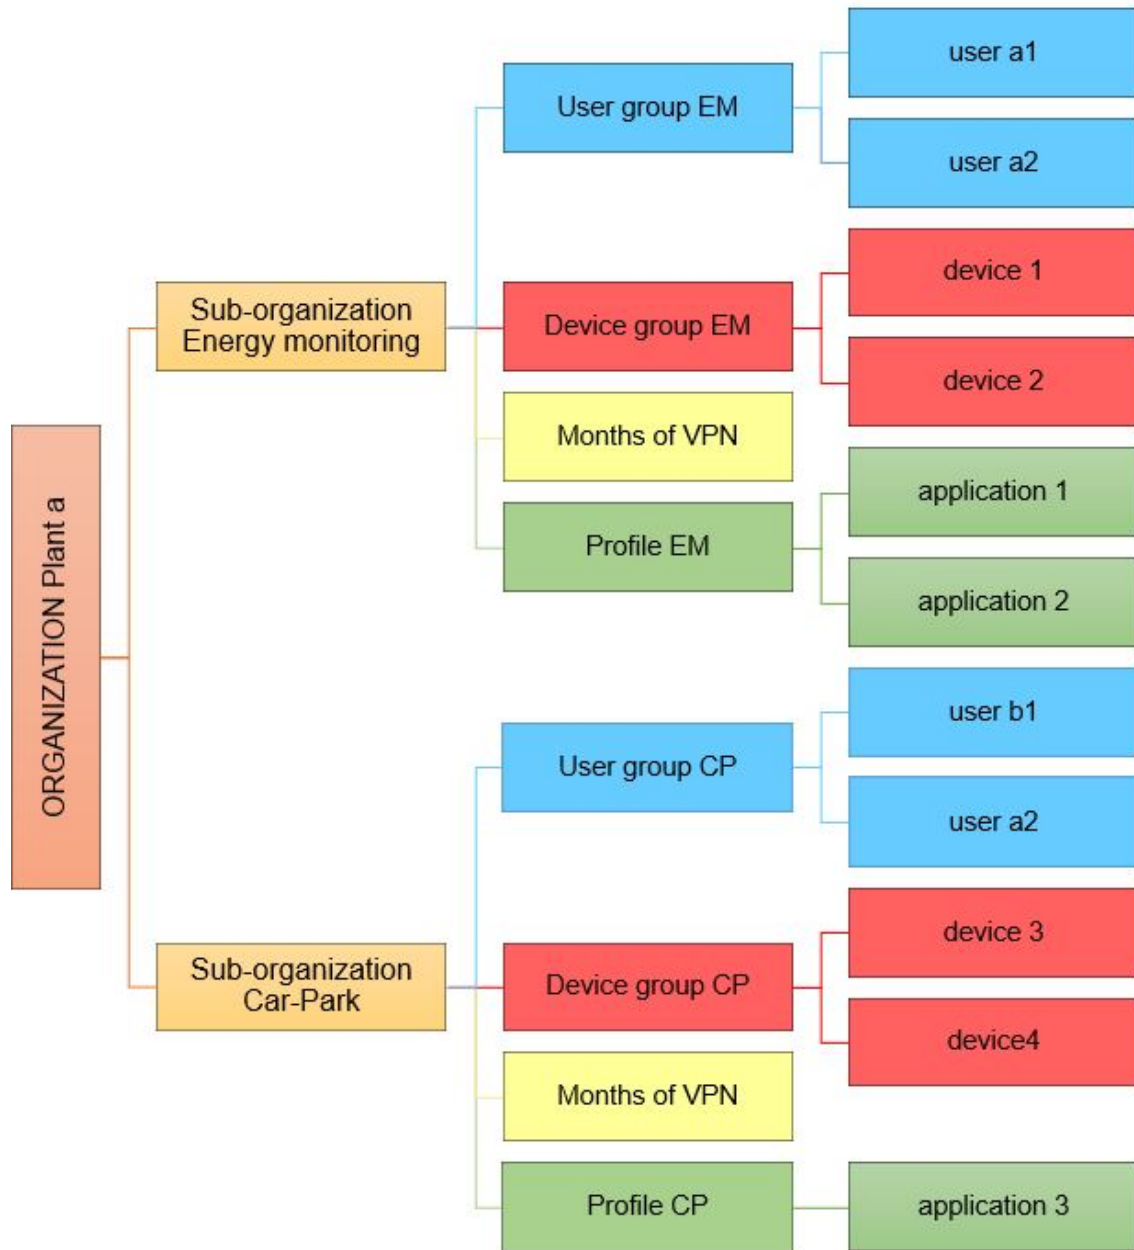 ORGANIZATION Plant a
Sub-organization
Energy monitoring
User group EM
user a1
user a2
Device group EM
device 1
device 2
Months of VPN
Profile EM
application 1
application 2
Sub-organization
Car-Park
User group CP
user b1
user a2
Device group CP
device 3
device4
Months of VPN
Profile CP
application 3